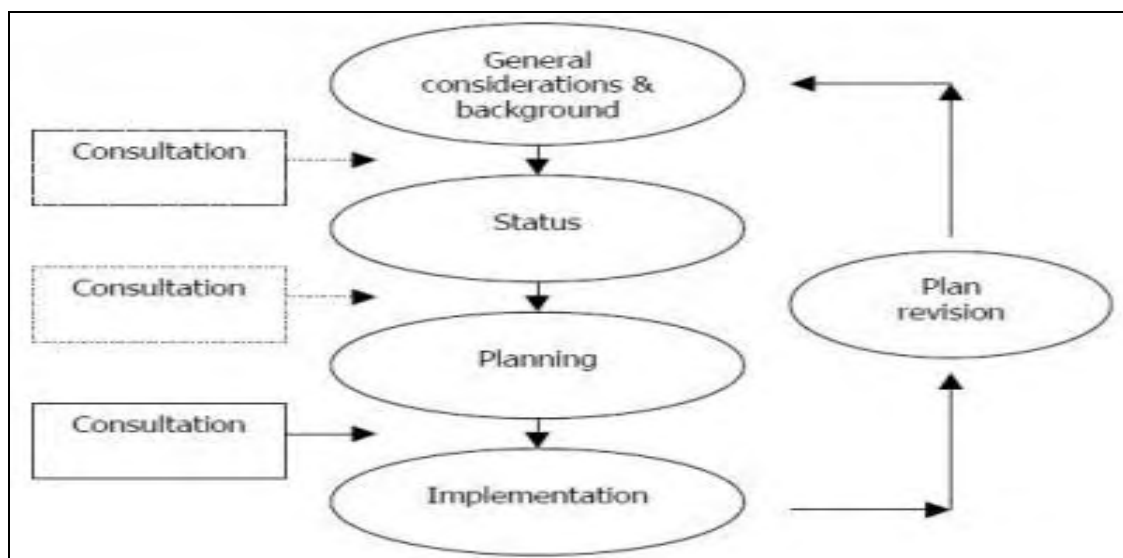 General
considerations &
background
Consultation
Status
Consultation
Planning
Plan
revision
Consultation
Implementation